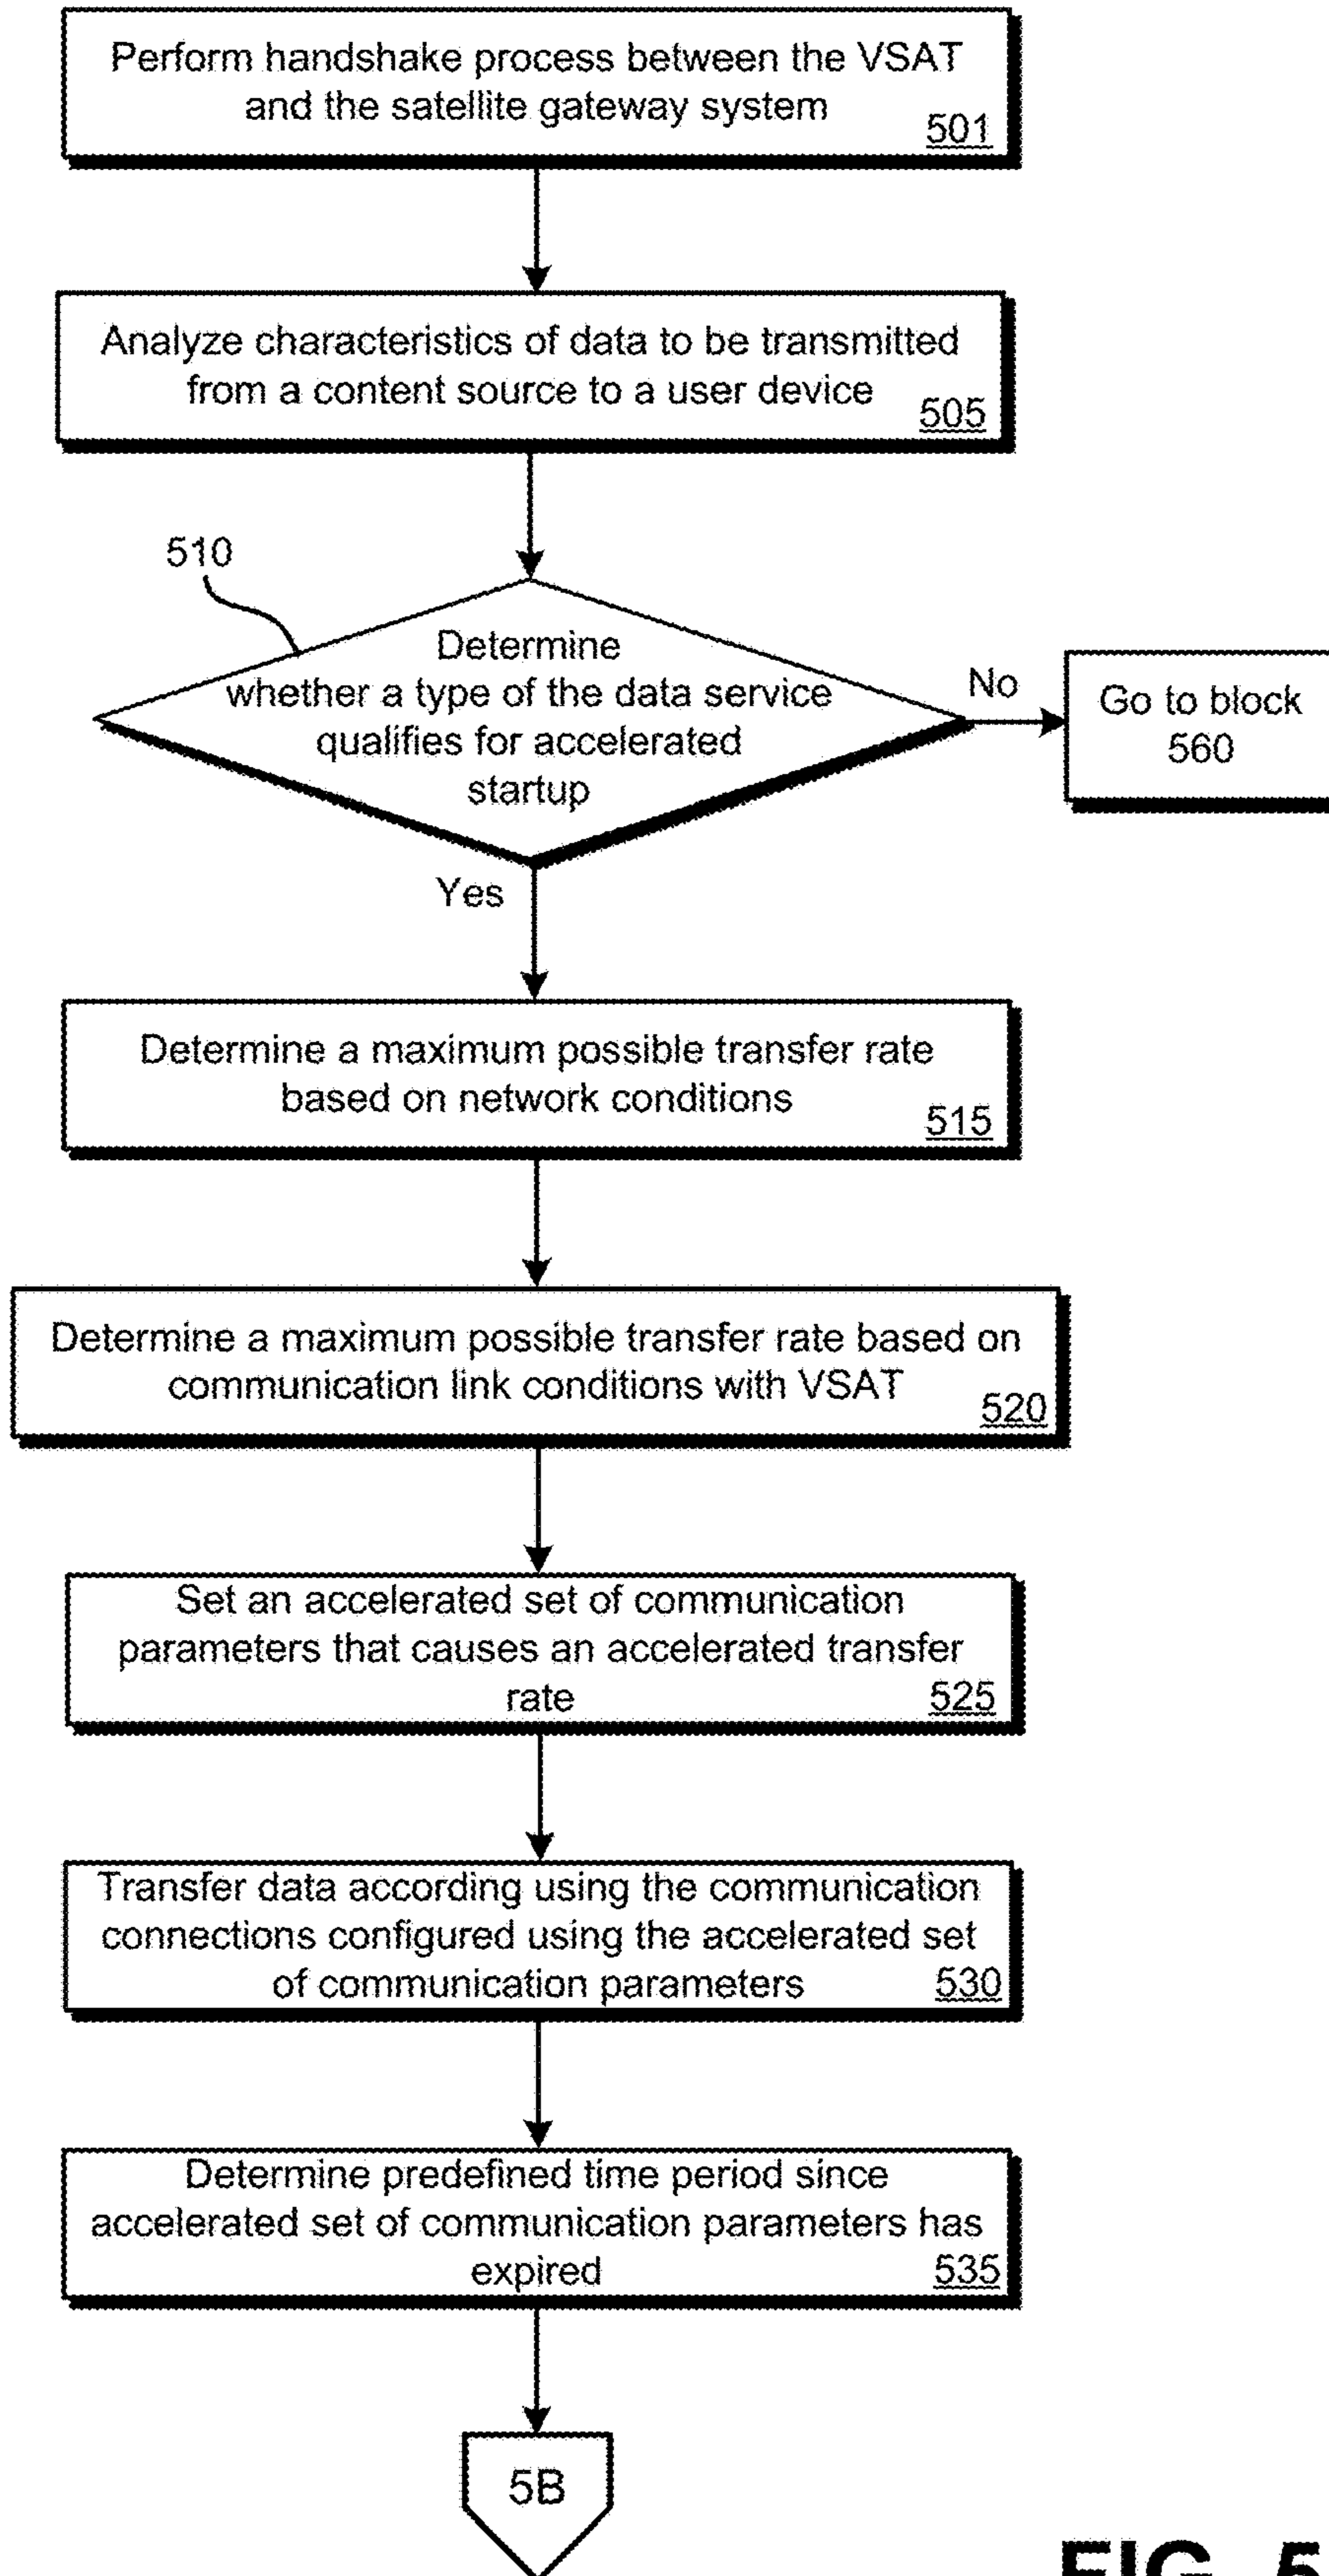 Perform handshake process between the VSAT
and the satellite gateway system
501
Analyze characteristics of data to be transmitted
from a content source to a user device
505
510
Determine
whether a type of the data service
qualifies for accelerated
startup
No
Go to block
560
Yes
Determine a maximum possible transfer rate
based on network conditions
515
Determine a maximum possible transfer rate based on
communication link conditions with VSAT
520
Set an accelerated set of communication
parameters that causes an accelerated transfer
rate
525
Transfer data according using the communication
connections configured using the accelerated set
of communication parameters
530
Determine predefined time period since
accelerated set of communication parameters has
expired
535
5B
FIG. 5